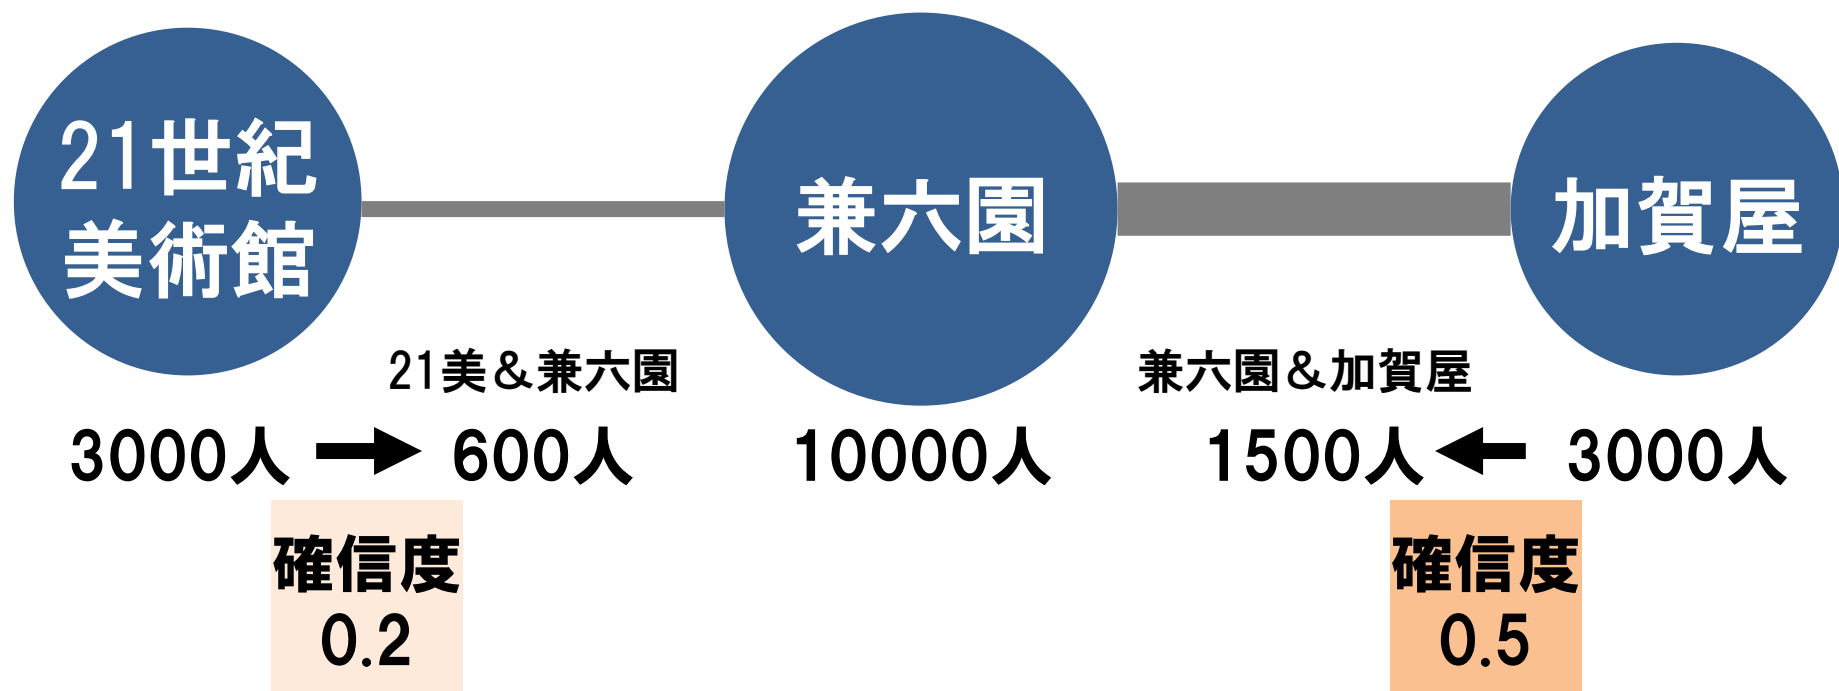 21世紀
美術館
兼六園
加賀屋
21美＆兼六園
兼六園＆加賀屋
3000人
600人
10000人
1500人
3000人
確信度
0.2
確信度
0.5